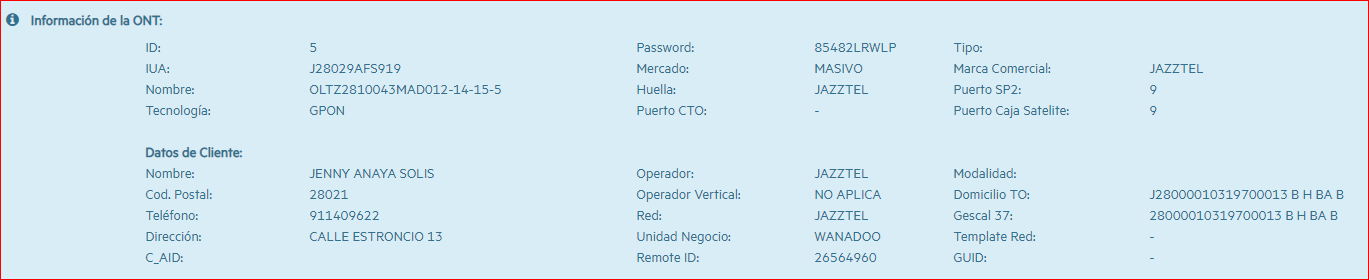 Información de la ONT:
ID: 5 Password: 85482LRWLP Tipo:
IUA: J28029AFS919 Mercado: MASIVO Marca Comercial: JAZZTEL
Nombre: OLTZ2810043MAD012-14-15-5 Huella: JAZZTEL Puerto SP2: 9
Tecnología: GPON Puerto CTO: - Puerto Caja Satelite: 9
Datos de Cliente:
Nombre: JENNY ANAYA SOLIS Operador: JAZZTEL Modalidad:
Cod. Postal: 28021 Operador Vertical: NO APLICA Domicilio TO: J28000010319700013 B H BA B
Teléfono: 911409622 Red: JAZZTEL Gescal 37: 28000010319700013 B H BA B
Dirección: CALLE ESTRONCIO 13 Unidad Negocio: WANADOO Template Red: -
C_AID: Remote ID: 26564960 GUID: -